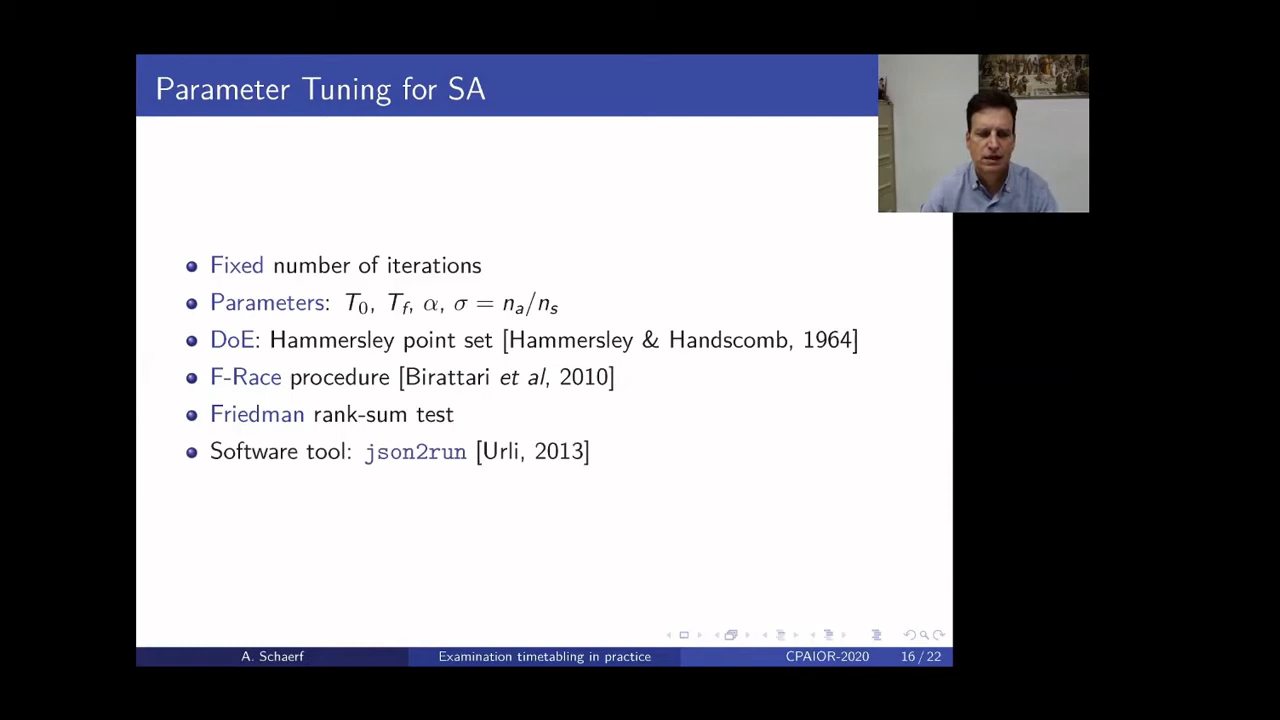 Parameter Tuning for SA
Fixed number of iterations
Parameters: T₀, T_f, α, σ = nₐ/nₛ
DoE: Hammersley point set [Hammersley & Handscomb, 1964]
F-Race procedure [Birattari et al, 2010]
Friedman rank-sum test
Software tool: json2run [Urli, 2013]
A. Schaerf
Examination timetabling in practice
CPAIOR-2020
16 / 22